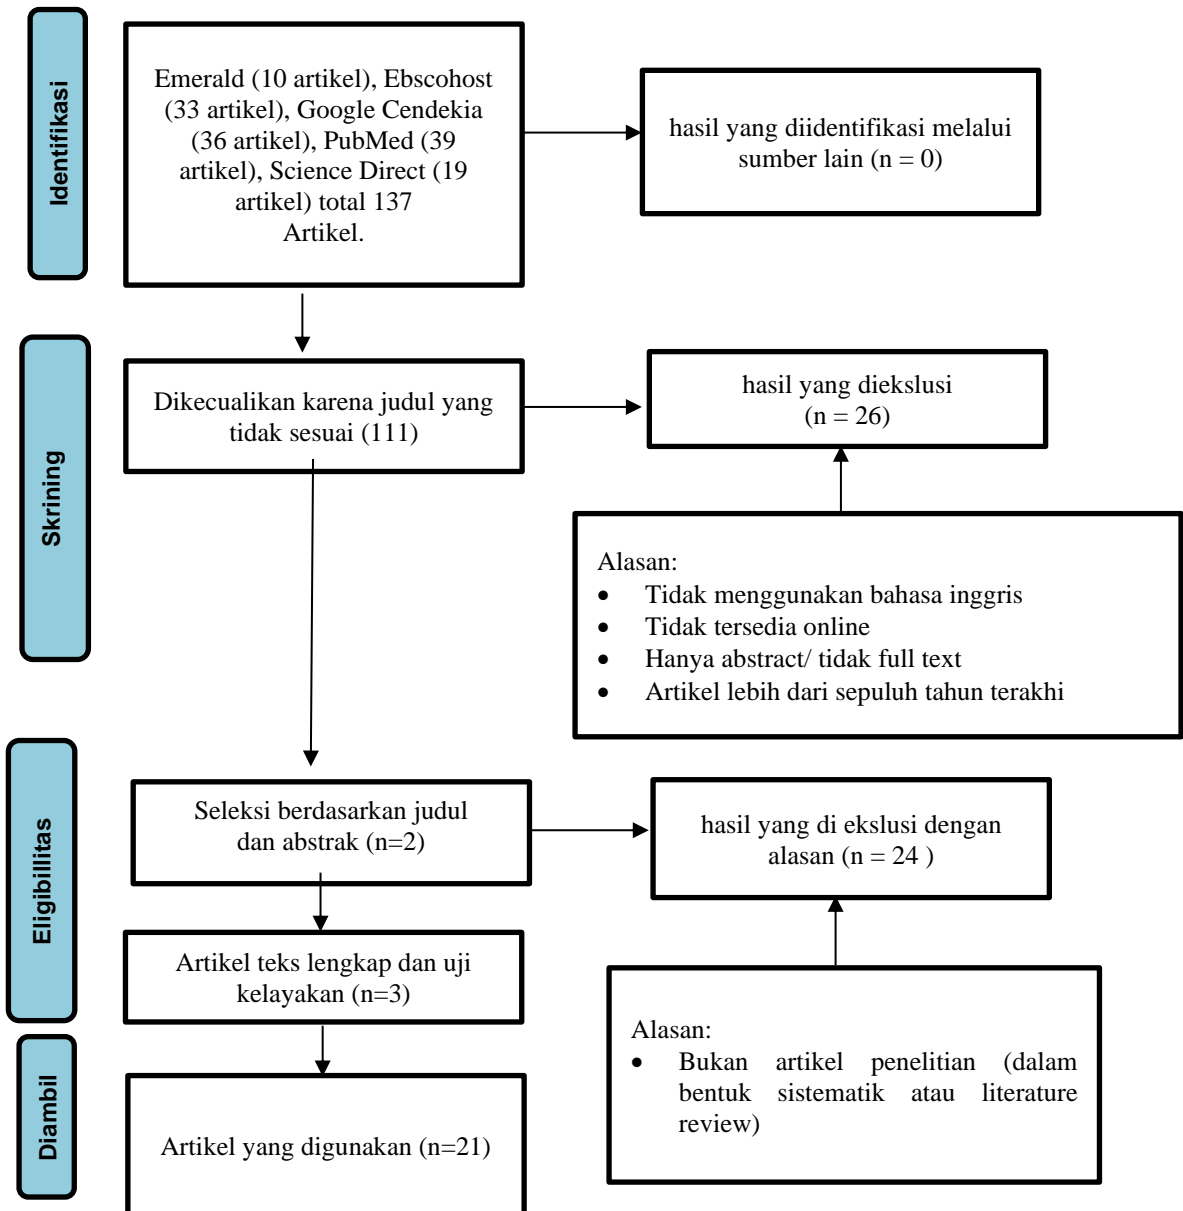 Identifikasi
Emerald (10 artikel), Ebscohost
(33 artikel), Google Cendekia
(36 artikel), PubMed (39
artikel), Science Direct (19
artikel) total 137
Artikel.
hasil yang diidentifikasi melalui
sumber lain (n = 0)
Skrining
Dikecualikan karena judul yang
tidak sesuai (111)
hasil yang diekslusi
(n = 26)
Alasan:
• Tidak menggunakan bahasa inggris
• Tidak tersedia online
• Hanya abstract/ tidak full text
• Artikel lebih dari sepuluh tahun terakhi
Eligibillitas
Seleksi berdasarkan judul
dan abstrak (n=2)
hasil yang di ekslusi dengan
alasan (n = 24 )
Artikel teks lengkap dan uji
kelayakan (n=3)
Alasan:
• Bukan artikel penelitian (dalam
bentuk sistematik atau literature
review)
Diambil
Artikel yang digunakan (n=21)